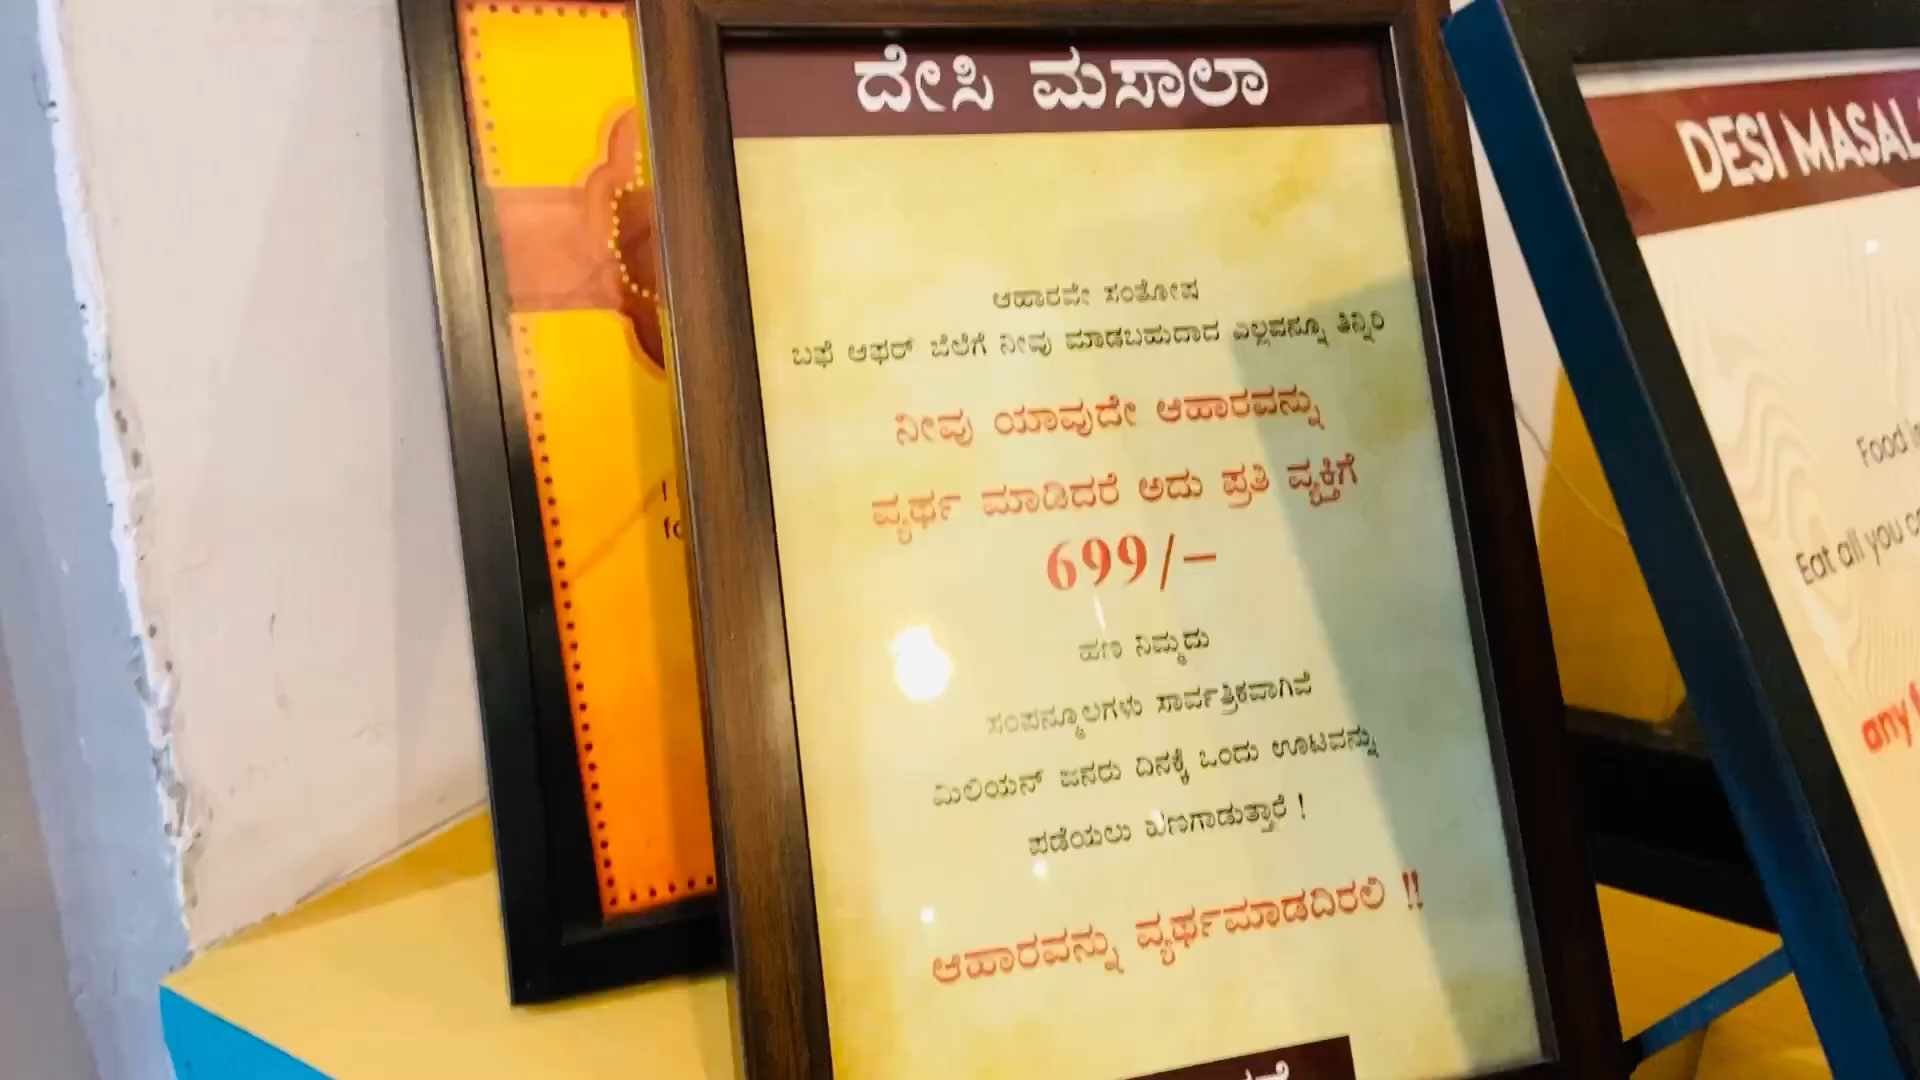 ದೇಸಿ ಮಸಾಲಾ
ಆಹಾರವೇ ಸಂತೋಷ
ಬಫೆ ಆಫರ್ ಬೆಲೆಗೆ ನೀವು ಮಾಡಬಹುದಾದ ಎಲ್ಲವನ್ನೂ ತಿನ್ನಿರಿ
ನೀವು ಯಾವುದೇ ಆಹಾರವನ್ನು
ವ್ಯರ್ಥ ಮಾಡಿದರೆ ಅದು ಪ್ರತಿ ವ್ಯಕ್ತಿಗೆ
699/-
ಹಣ ನಿಮ್ಮದು
ಸಂಪನ್ಮೂಲಗಳು ಸಾರ್ವತ್ರಿಕವಾಗಿವೆ
ಮಿಲಿಯನ್ ಜನರು ದಿನಕ್ಕೆ ಒಂದು ಊಟವನ್ನು
ಪಡೆಯಲು ಎಣಗಾಡುತ್ತಾರೆ !
ಆಹಾರವನ್ನು ವ್ಯರ್ಥಮಾಡದಿರಲಿ !!
DESI MASAL
Food
Eat all you
any